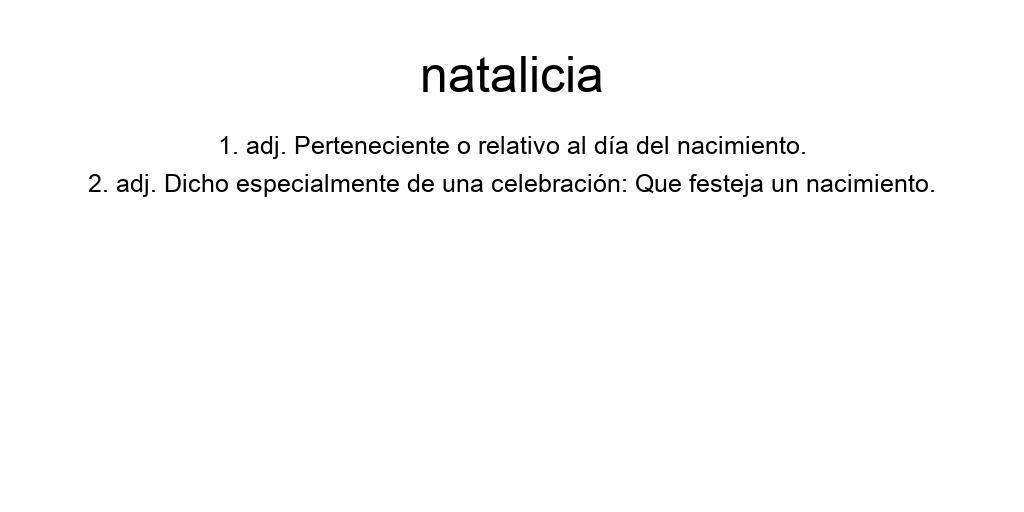 natalicia
1. adj. Perteneciente o relativo al día del nacimiento.
2. adj. Dicho especialmente de una celebración: Que festeja un nacimiento.